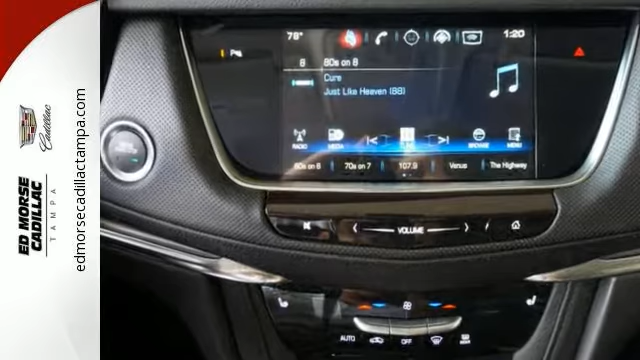 78°
1:20
6 80s on 8
Cure
Just Like Heaven (88)
RADIO MEDIA BROWSE MENU
80s on 8 70s on 7 107.9 Venus The Highway
VOLUME
AUTO OFF
Cadillac
ED MORSE
CADILLAC
TAMPA
edmorsecadillactampa.com